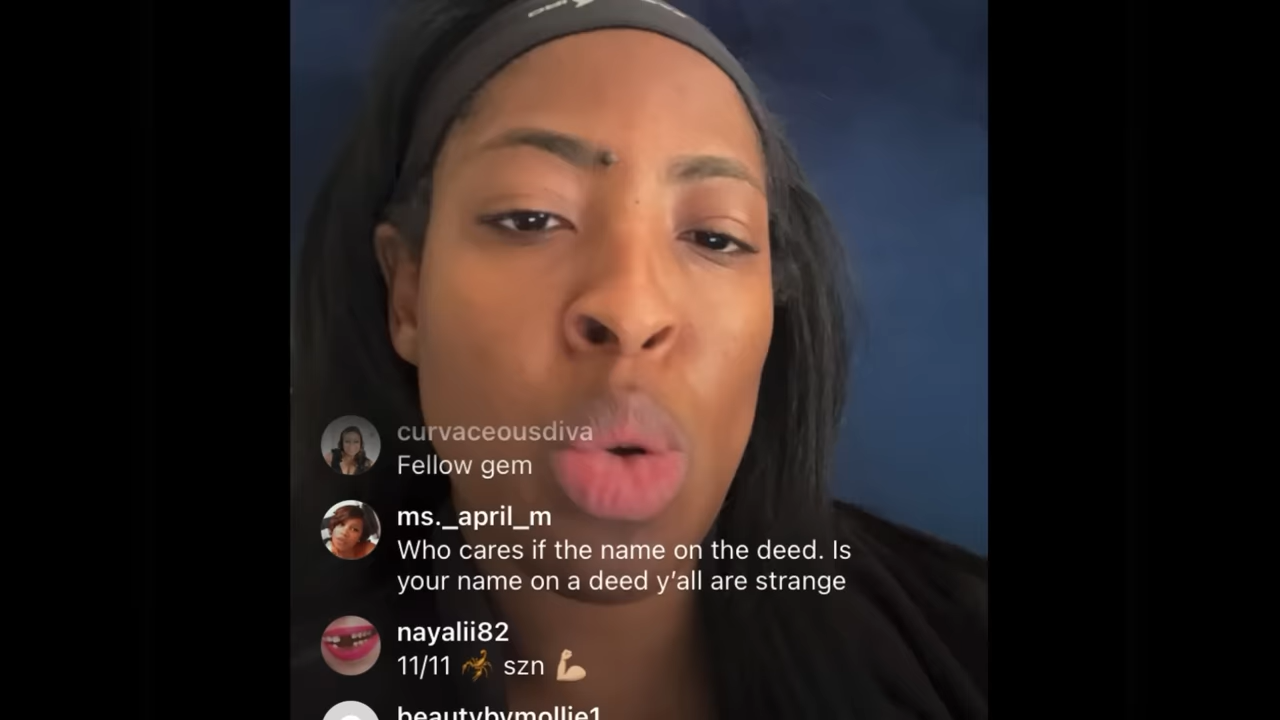 curvaceousdiva
Fellow gem
ms._april_m
Who cares if the name on the deed. Is
your name on a deed y’all are strange
nayalii82
11/11 🦂 szn 💪🏼
beautybymollie1